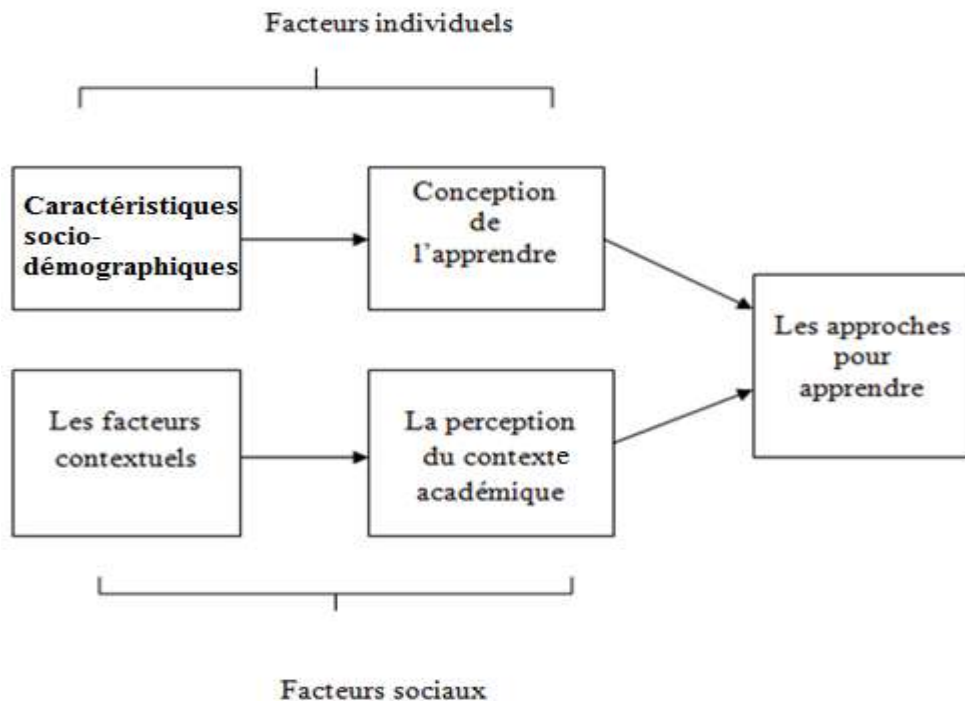 Facteurs individuels
Caractéristiques
socio-
démographiques
Conception
de
l'apprendre
Les approches
pour
apprendre
Les facteurs
contextuels
La perception
du contexte
académique
Facteurs sociaux